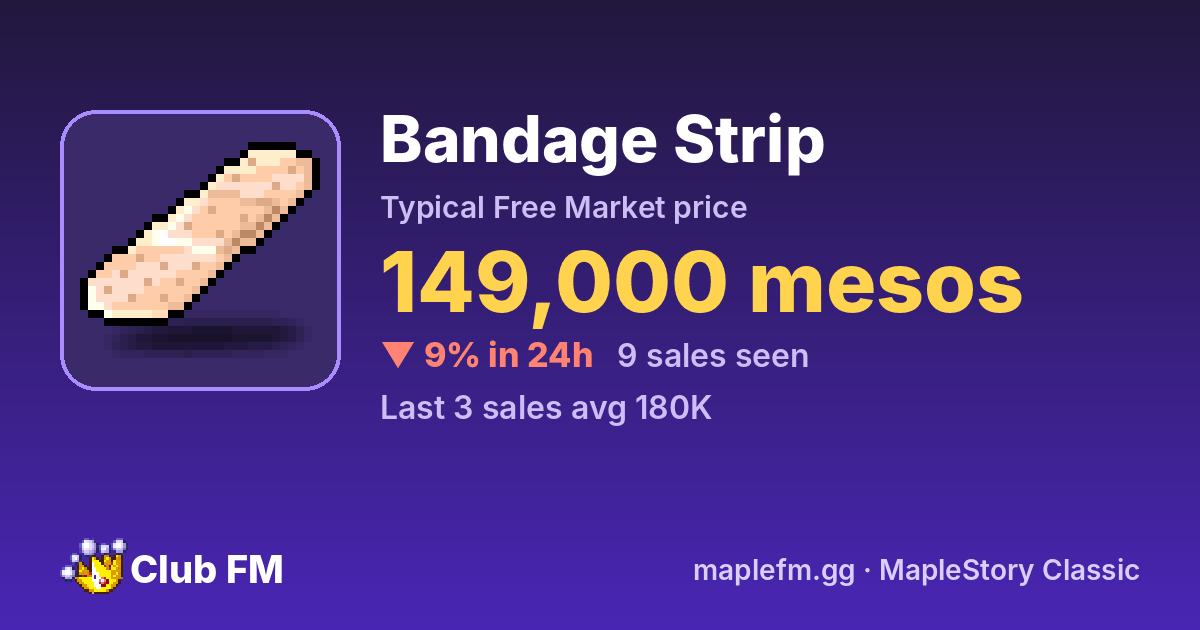 Bandage Strip
Typical Free Market price
149,000 mesos
▼ 9% in 24h 9 sales seen
Last 3 sales avg 180K
Club FM
maplefm.gg · MapleStory Classic